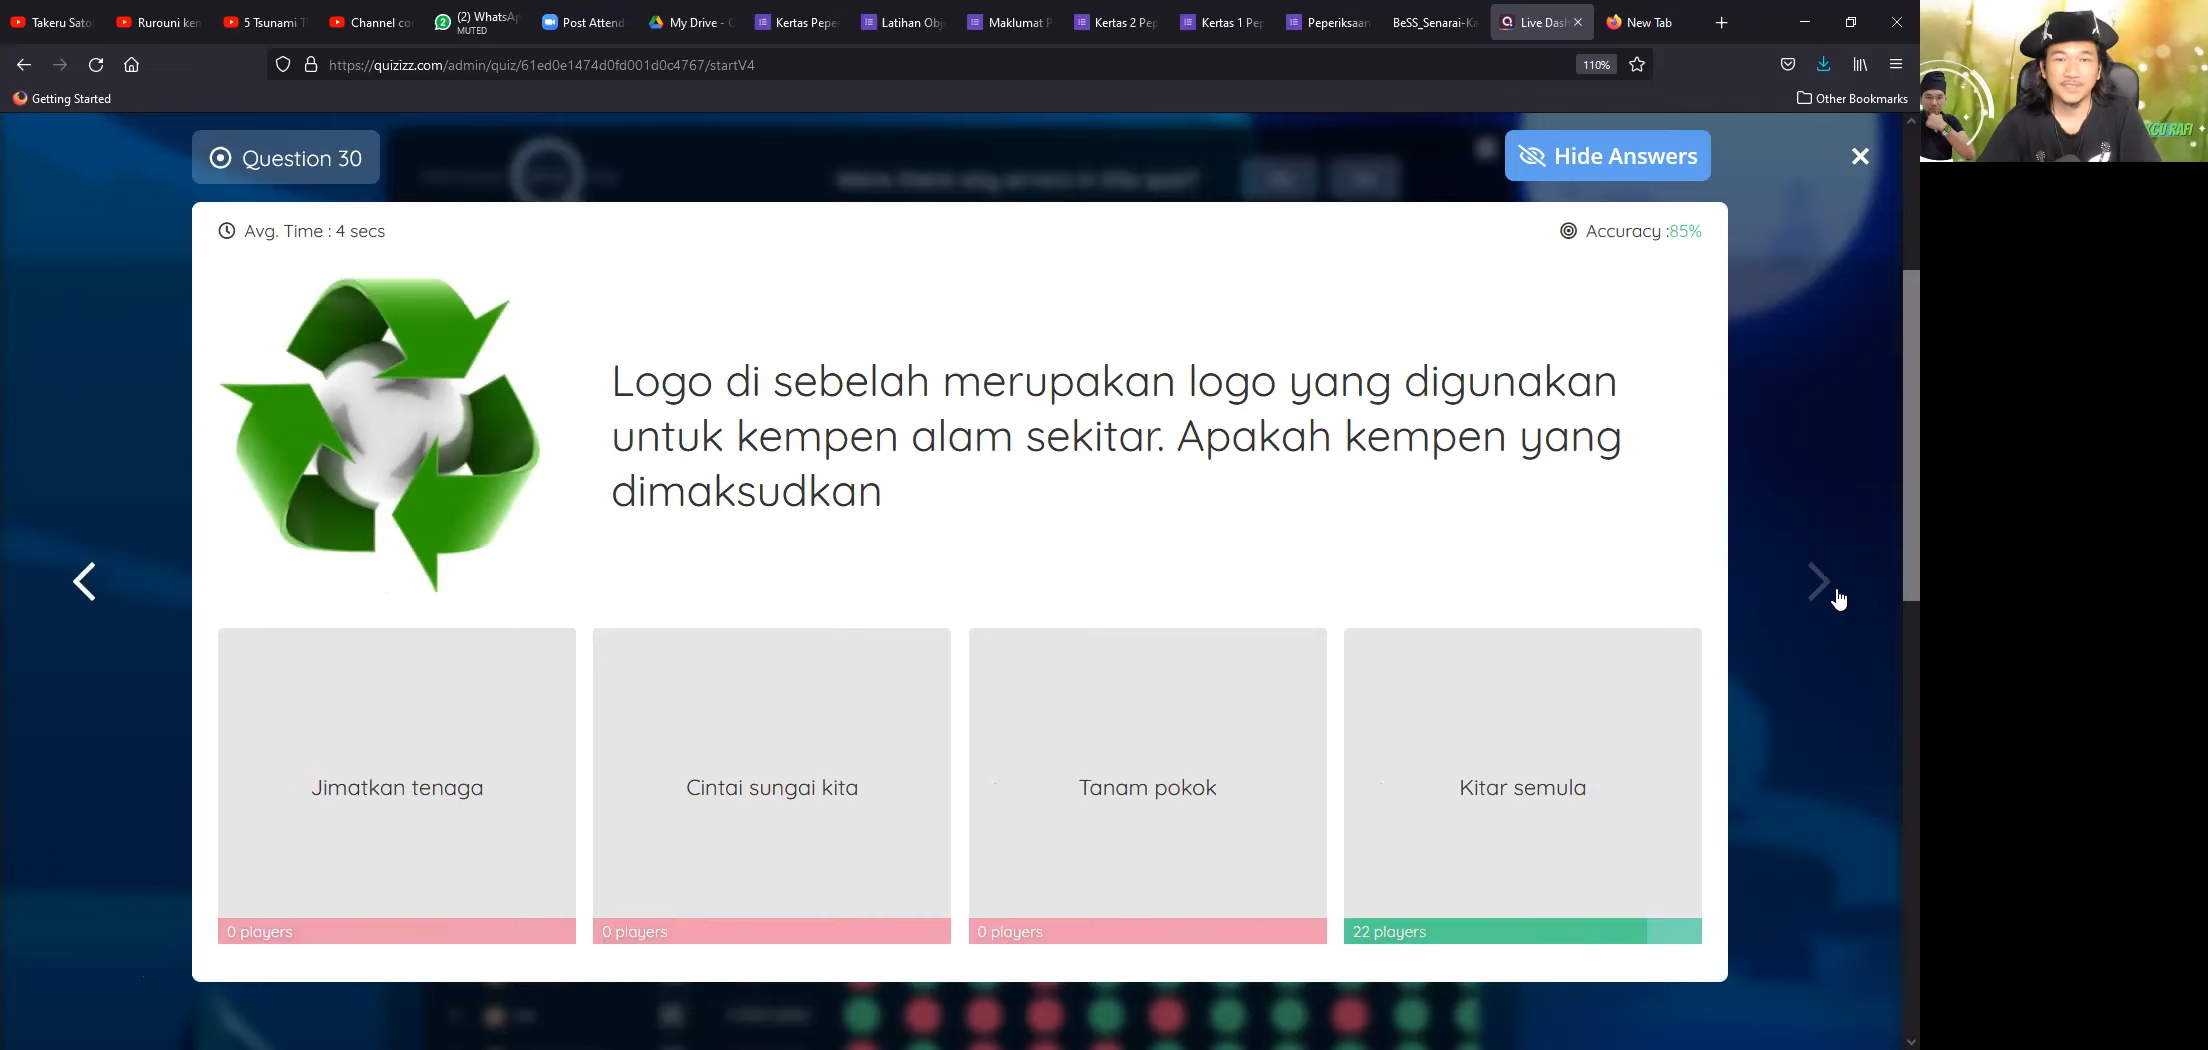 Takeru Sato
Rurouni ken
5 Tsunami T
Channel co
(2) WhatsAp
MUTED
Post Attend
My Drive - G
Kertas Pepe
Latihan Obj
Maklumat P
Kertas 2 Pep
Kertas 1 Pep
Peperiksaan
BeSS_Senarai-Ka
Live Dash
New Tab
https://quizizz.com/admin/quiz/61ed0e1474d0fd001d0c4767/startV4
110%
Getting Started
Other Bookmarks
Question 30
Hide Answers
Avg. Time : 4 secs
Accuracy :85%
Logo di sebelah merupakan logo yang digunakan
untuk kempen alam sekitar. Apakah kempen yang
dimaksudkan
Jimatkan tenaga
Cintai sungai kita
Tanam pokok
Kitar semula
0 players
0 players
0 players
22 players
RAFI